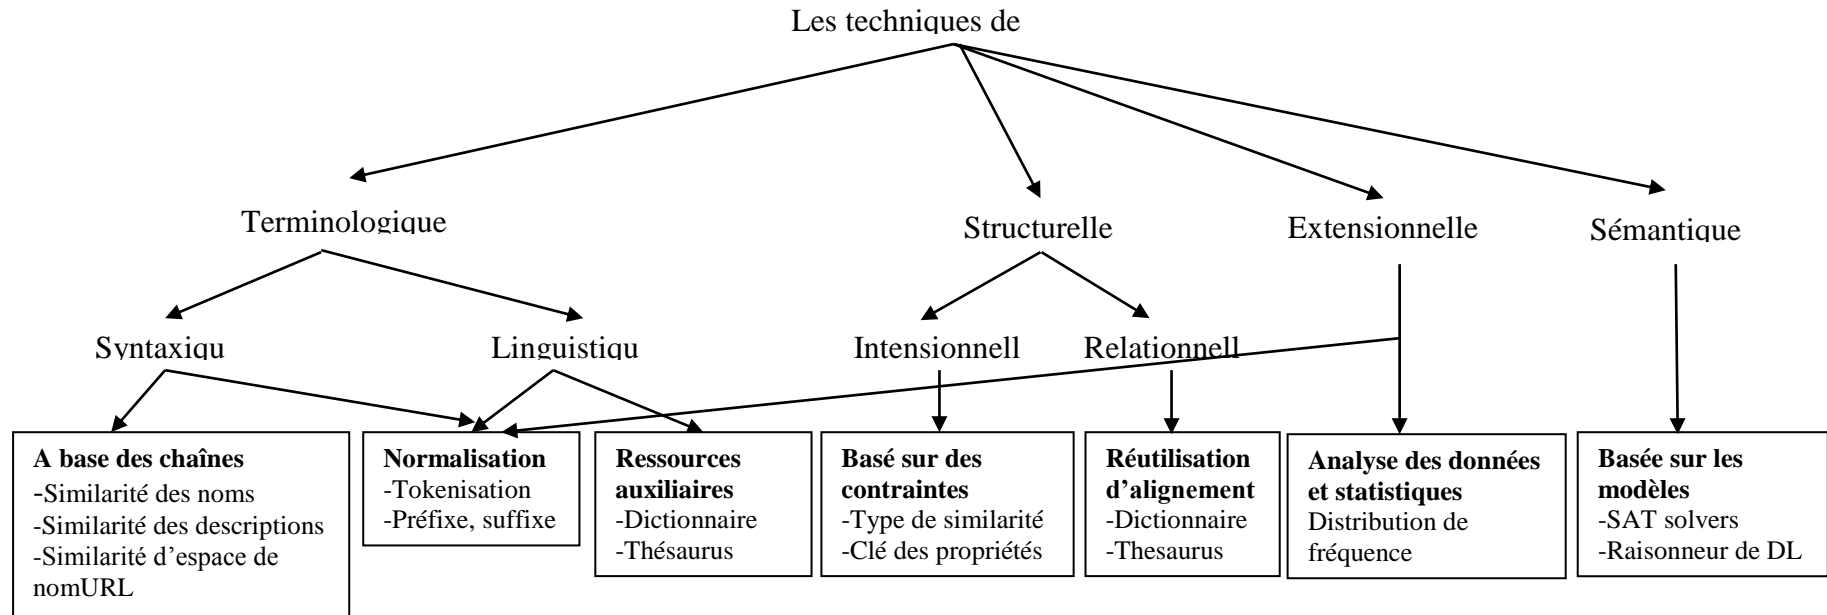 Les techniques de
Terminologique
Structurelle
Extensionnelle
Sémantique
Syntaxiqu
Linguistiqu
Intensionnell
Relationnell
A base des chaînes
-Similarité des noms
-Similarité des descriptions
-Similarité d'espace de
nomURL
Normalisation
-Tokenisation
-Préfixe, suffixe
Ressources
auxiliaires
-Dictionnaire
-Thésaurus
Basé sur des
contraintes
-Type de similarité
-Clé des propriétés
Réutilisation
d'alignement
-Dictionnaire
-Thesaurus
Analyse des données
et statistiques
Distribution de
fréquence
Basée sur les
modèles
-SAT solvers
-Raisonneur de DL